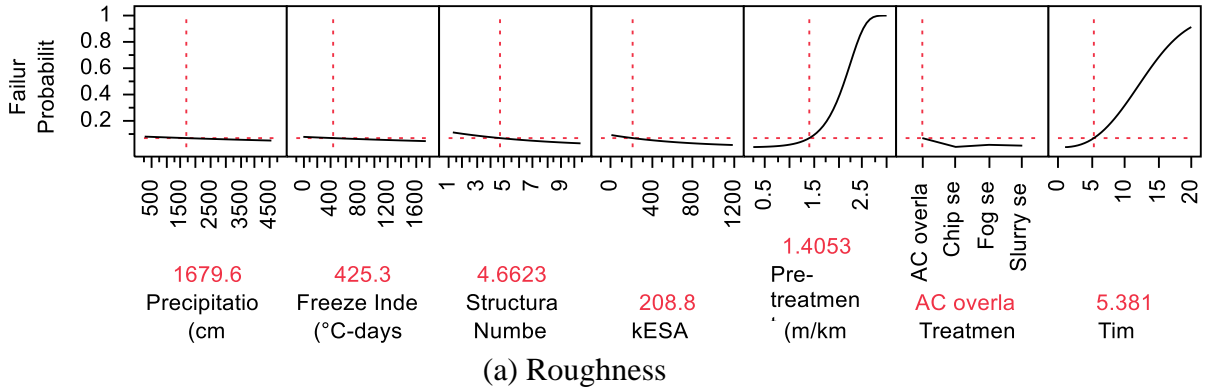 Failur
Probabilit
1
0.8
0.6
0.4
0.2
500 1500 2500 3500 4500
0 400 800 1200 1600
1 3 5 7 9
0 400 800 1200
0.5 1.5 2.5
AC overla
Chip se
Fog se
Slurry se
0 5 10 15 20
1679.6
Precipitatio
(cm
425.3
Freeze Inde
(°C-days
4.6623
Structura
Numbe
208.8
kESA
1.4053
Pre-
treatmen
(m/km
AC overla
Treatmen
5.381
Tim
(a) Roughness